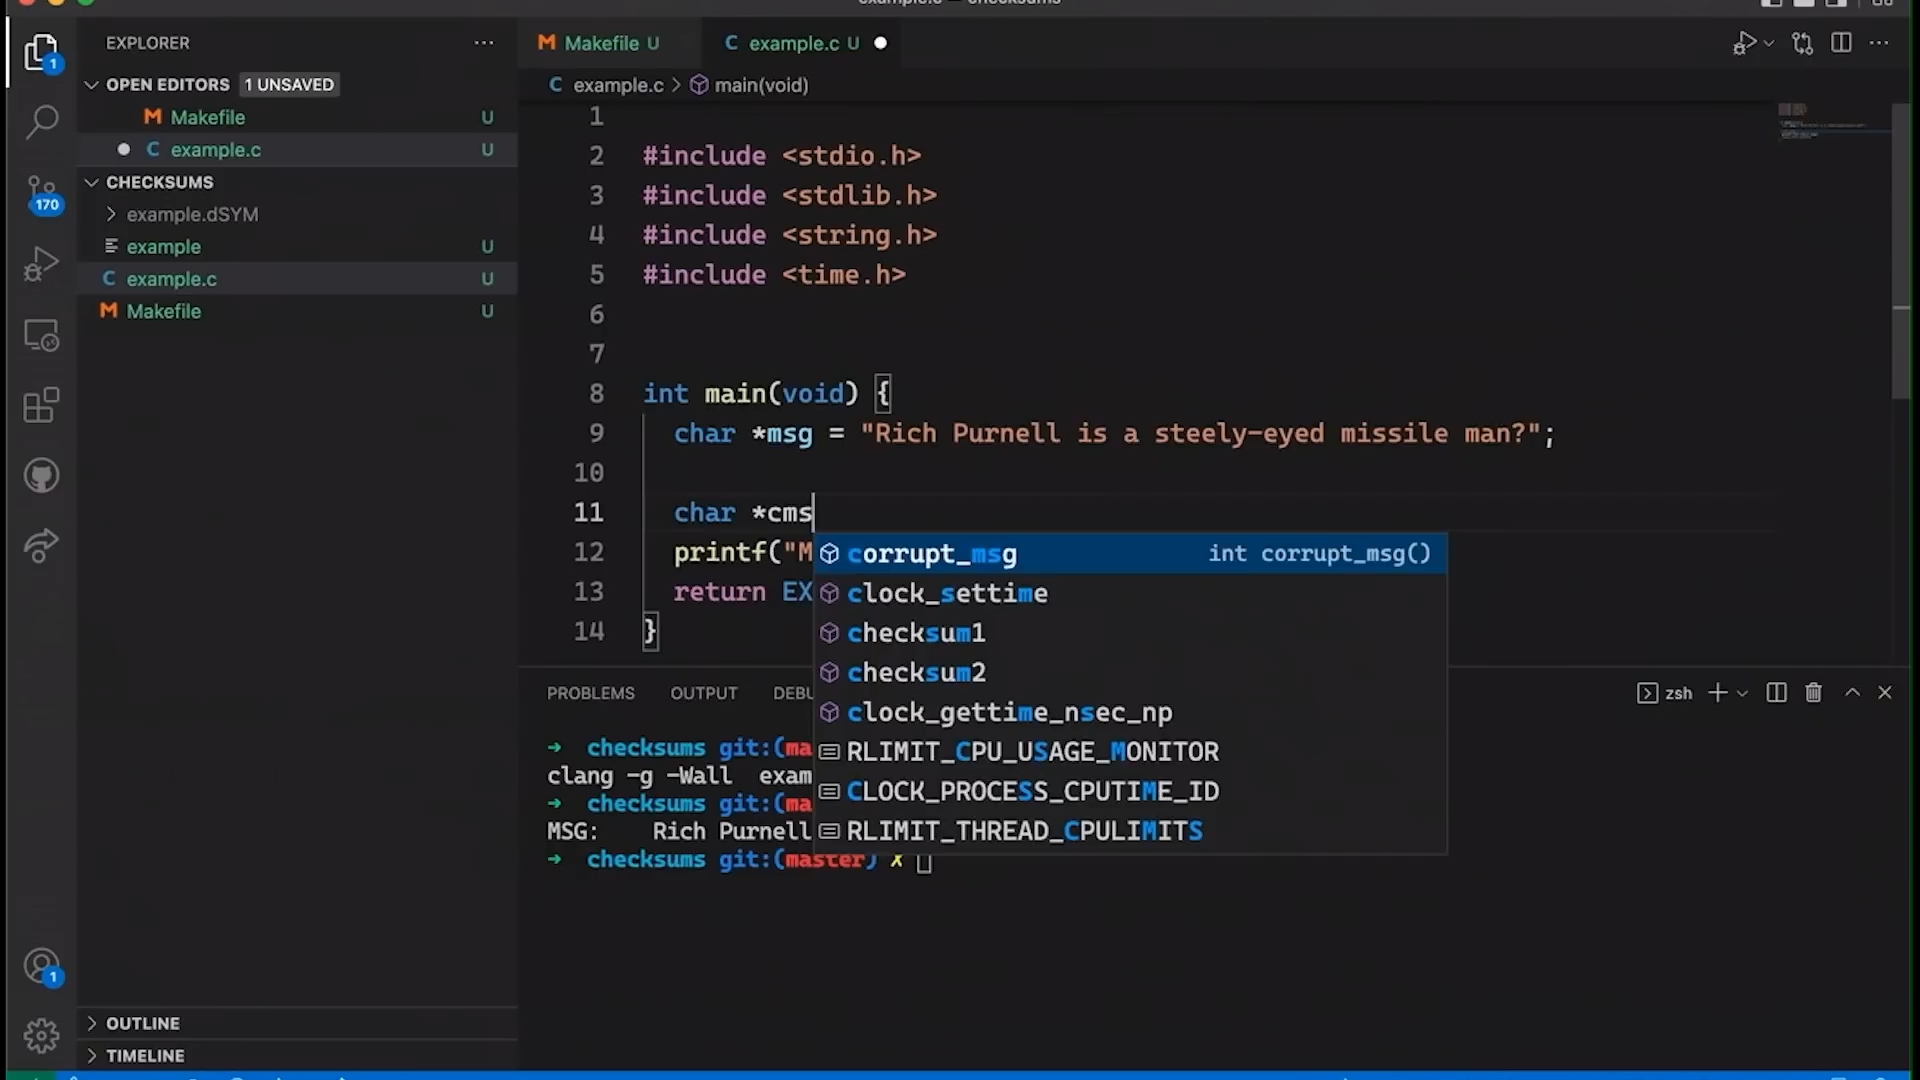 EXPLORER
OPEN EDITORS 1 UNSAVED
Makefile U
example.c U
CHECKSUMS
example.dSYM
example U
example.c U
Makefile U
OUTLINE
TIMELINE
1
170
1
Makefile U
example.c U
example.c > main(void)
1
2 #include <stdio.h>
3 #include <stdlib.h>
4 #include <string.h>
5 #include <time.h>
6
7
8 int main(void) {
9 char *msg = "Rich Purnell is a steely-eyed missile man?";
10
11 char *cms
12 printf("M
13 return EX
14 }
corrupt_msg int corrupt_msg()
clock_settime
checksum1
checksum2
clock_gettime_nsec_np
RLIMIT_CPU_USAGE_MONITOR
CLOCK_PROCESS_CPUTIME_ID
RLIMIT_THREAD_CPULIMITS
PROBLEMS OUTPUT DEBU zsh
➜ checksums git:(ma
clang -g -Wall exam
➜ checksums git:(ma
MSG: Rich Purnell
➜ checksums git:(master) ✗